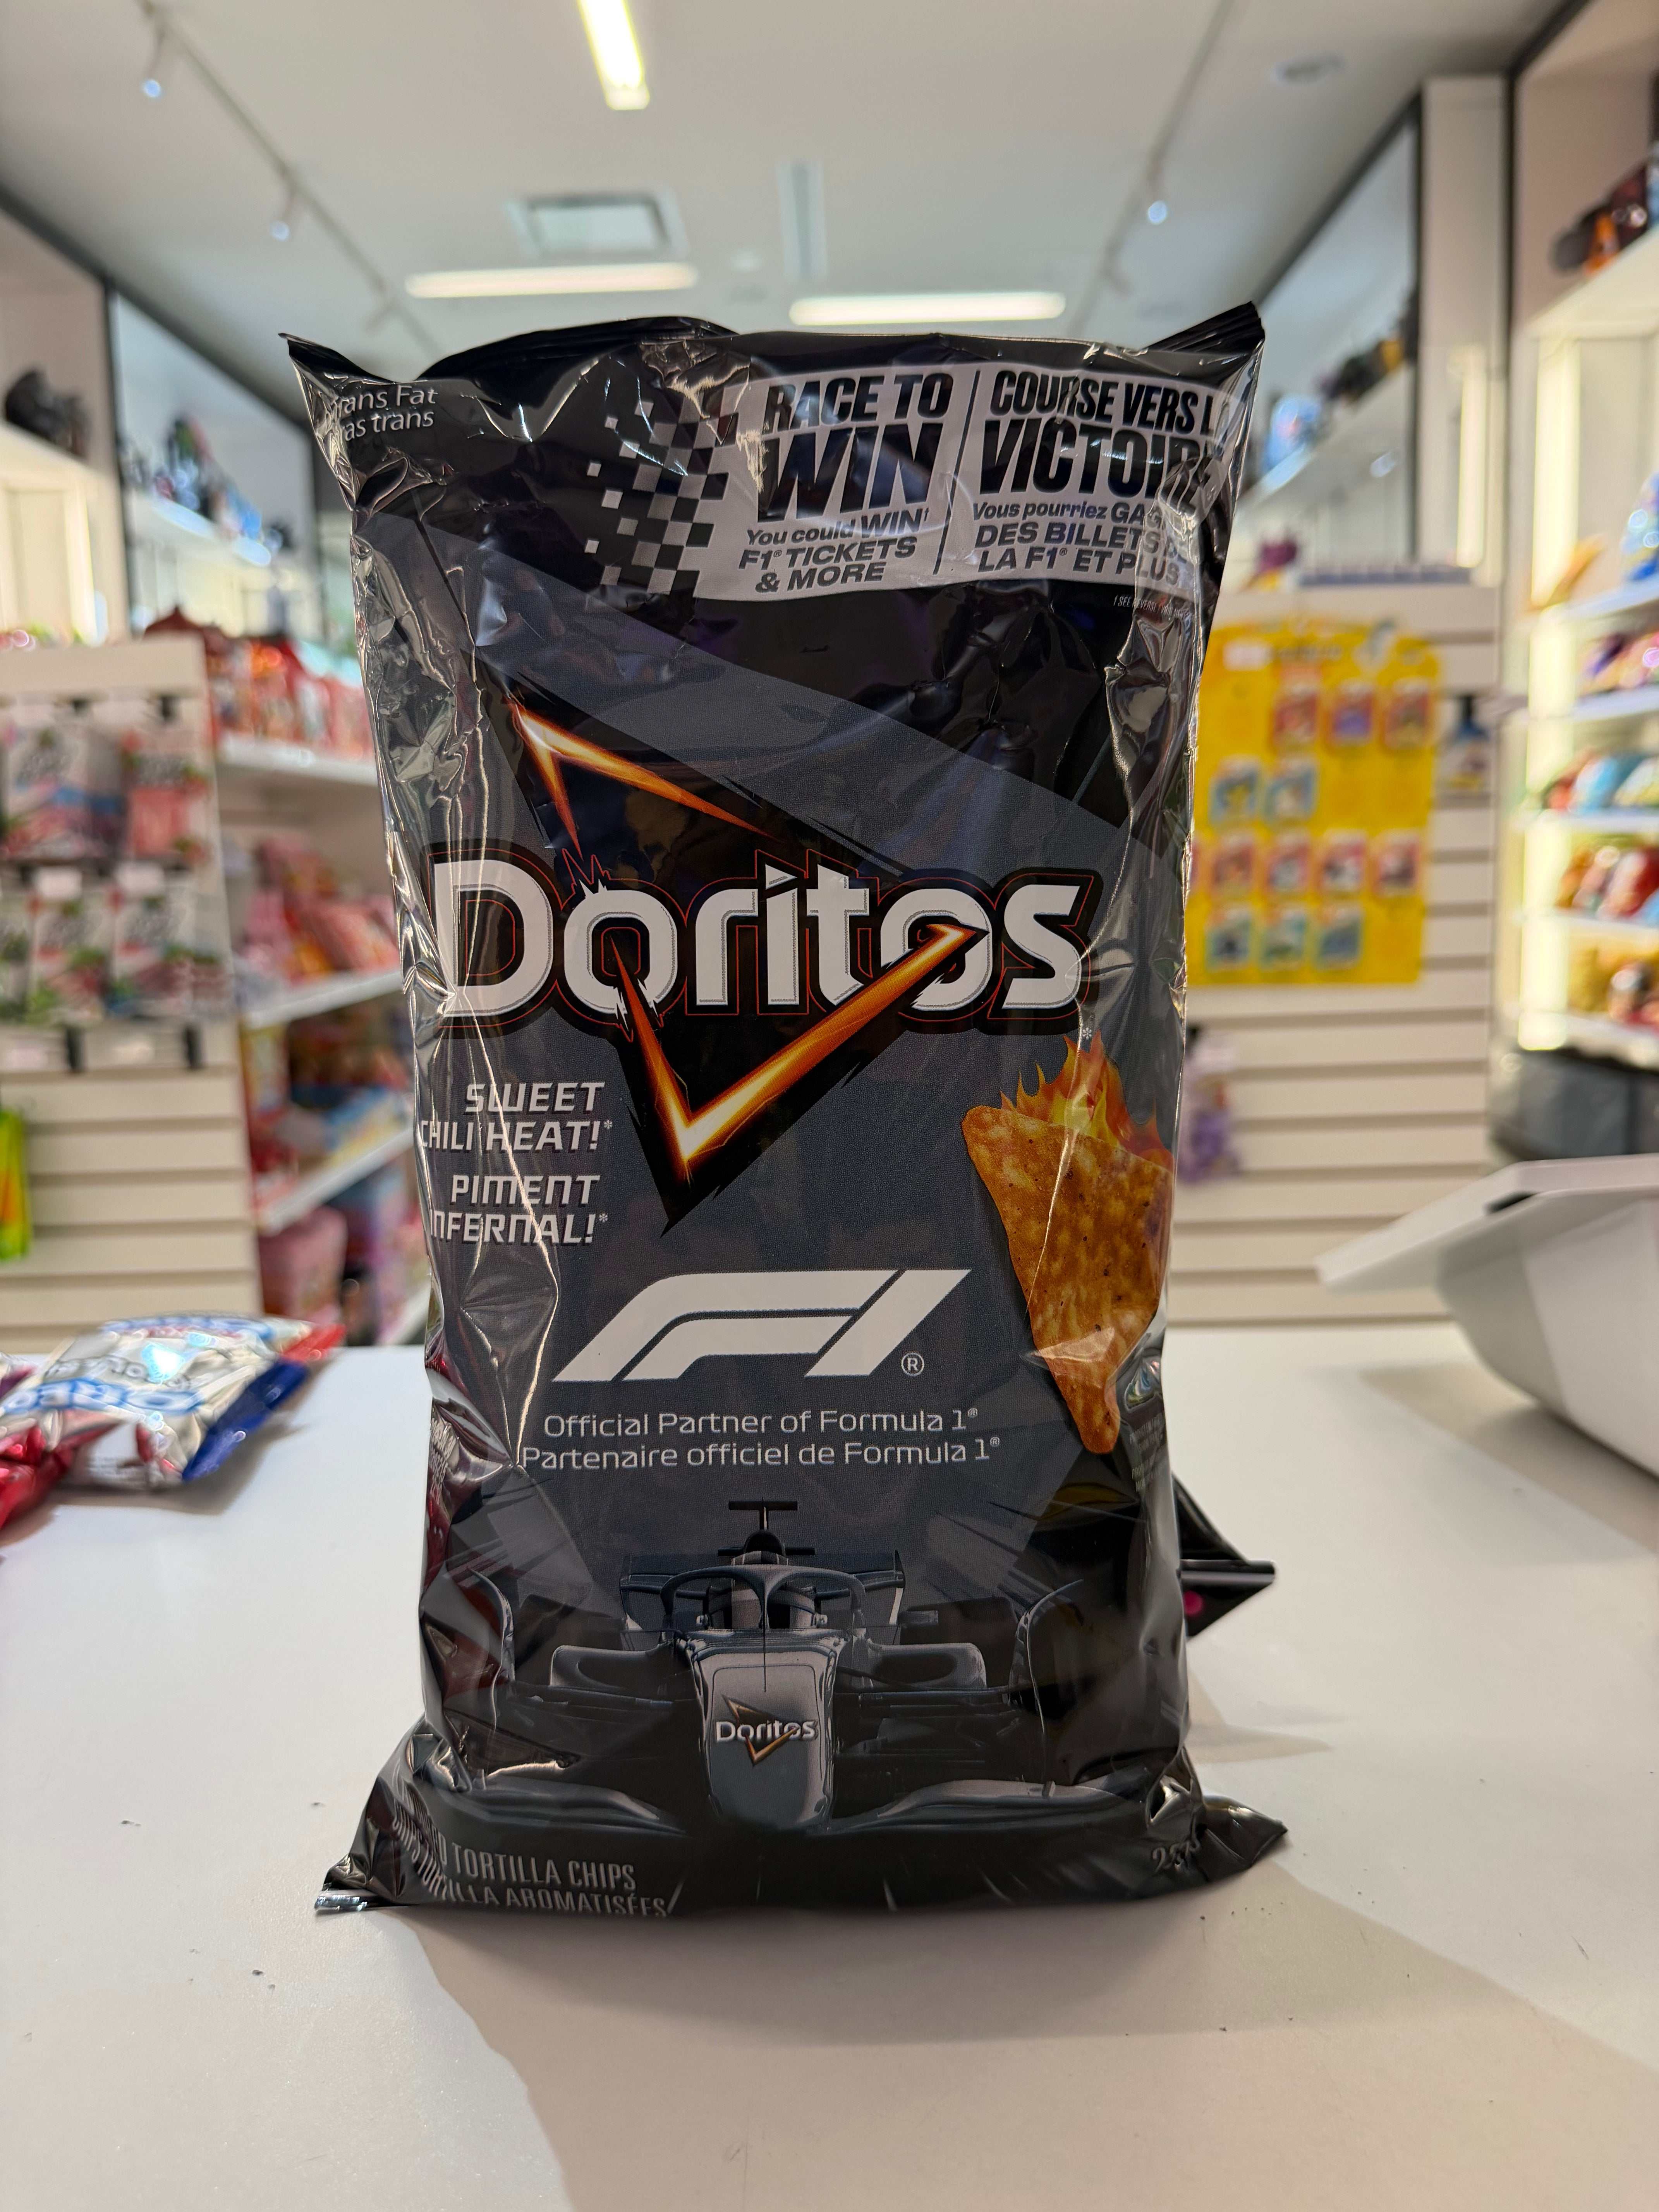 Trans Fat
RACE TO
WIN
You could WIN†
F1® TICKETS
& MORE
COURSE VERS
VICTOIRE
Vous pourriez
DES BILLETS
LA F1® ET PLUS
Doritos
SWEET
CHILI HEAT!*
PIMENT
INFERNAL!*
F1®
Official Partner of Formula 1®
Partenaire officiel de Formula 1®
Doritos
TORTILLA CHIPS
AROMATISÉES